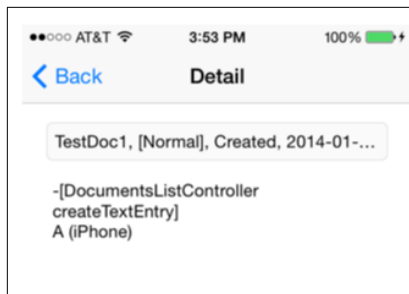 AT&T 3:53 PM 100%
Back Detail
TestDoc1, [Normal], Created, 2014-01-...
-[DocumentsListController
createTextEntry]
A (iPhone)